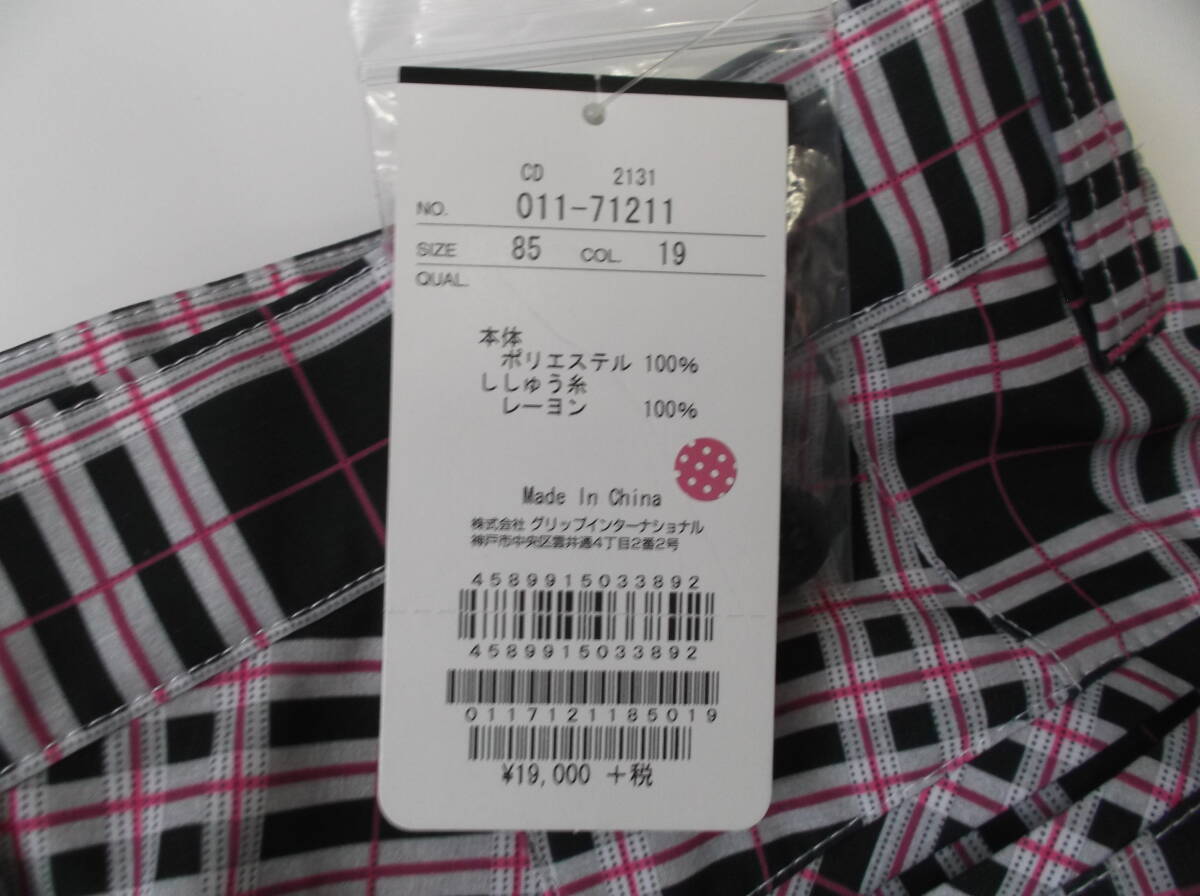 CD 2131
NO. 011-71211
SIZE 85 COL. 19
QUAL.
本体
ポリエステル 100%
ししゅう糸
レーヨン 100%
Made In China
株式会社 グリップインターナショナル
神戸市中央区雲井通4丁目2番2号
4589915033892
4589915033892
0117121185019
¥19,000 +税